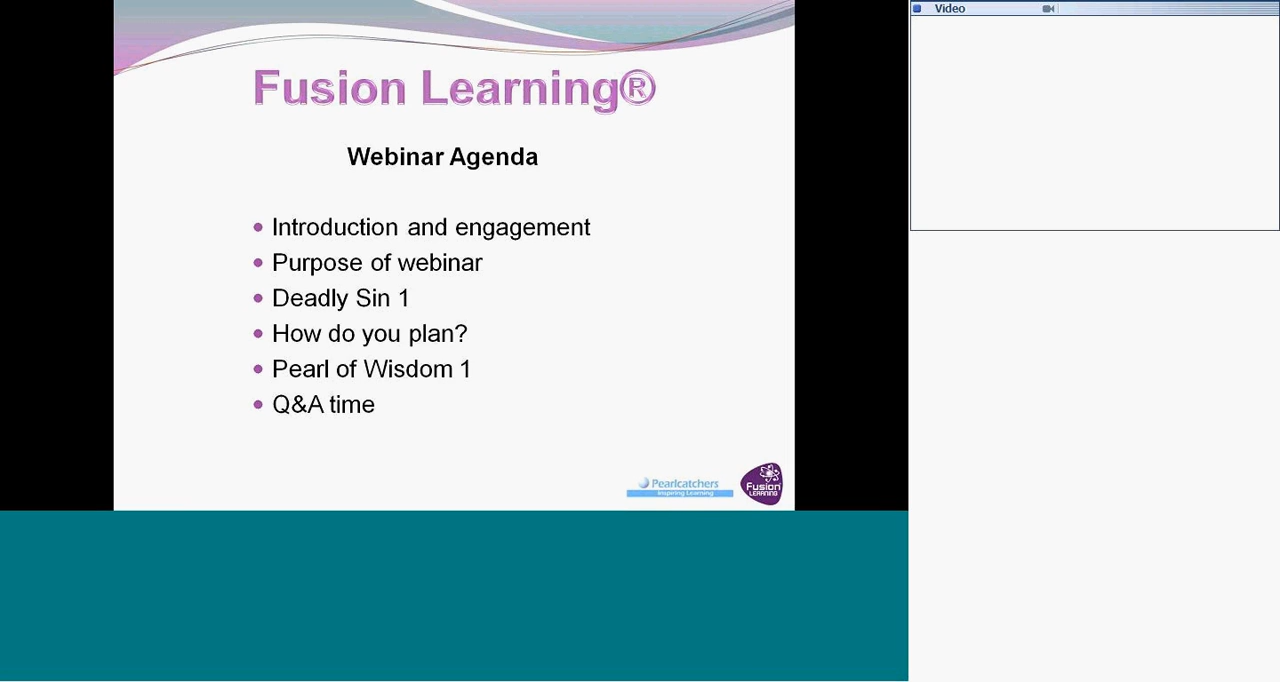 Video
Fusion Learning®
Webinar Agenda
Introduction and engagement
Purpose of webinar
Deadly Sin 1
How do you plan?
Pearl of Wisdom 1
Q&A time
Pearlcatchers
Inspiring Learning
Fusion
LEARNING